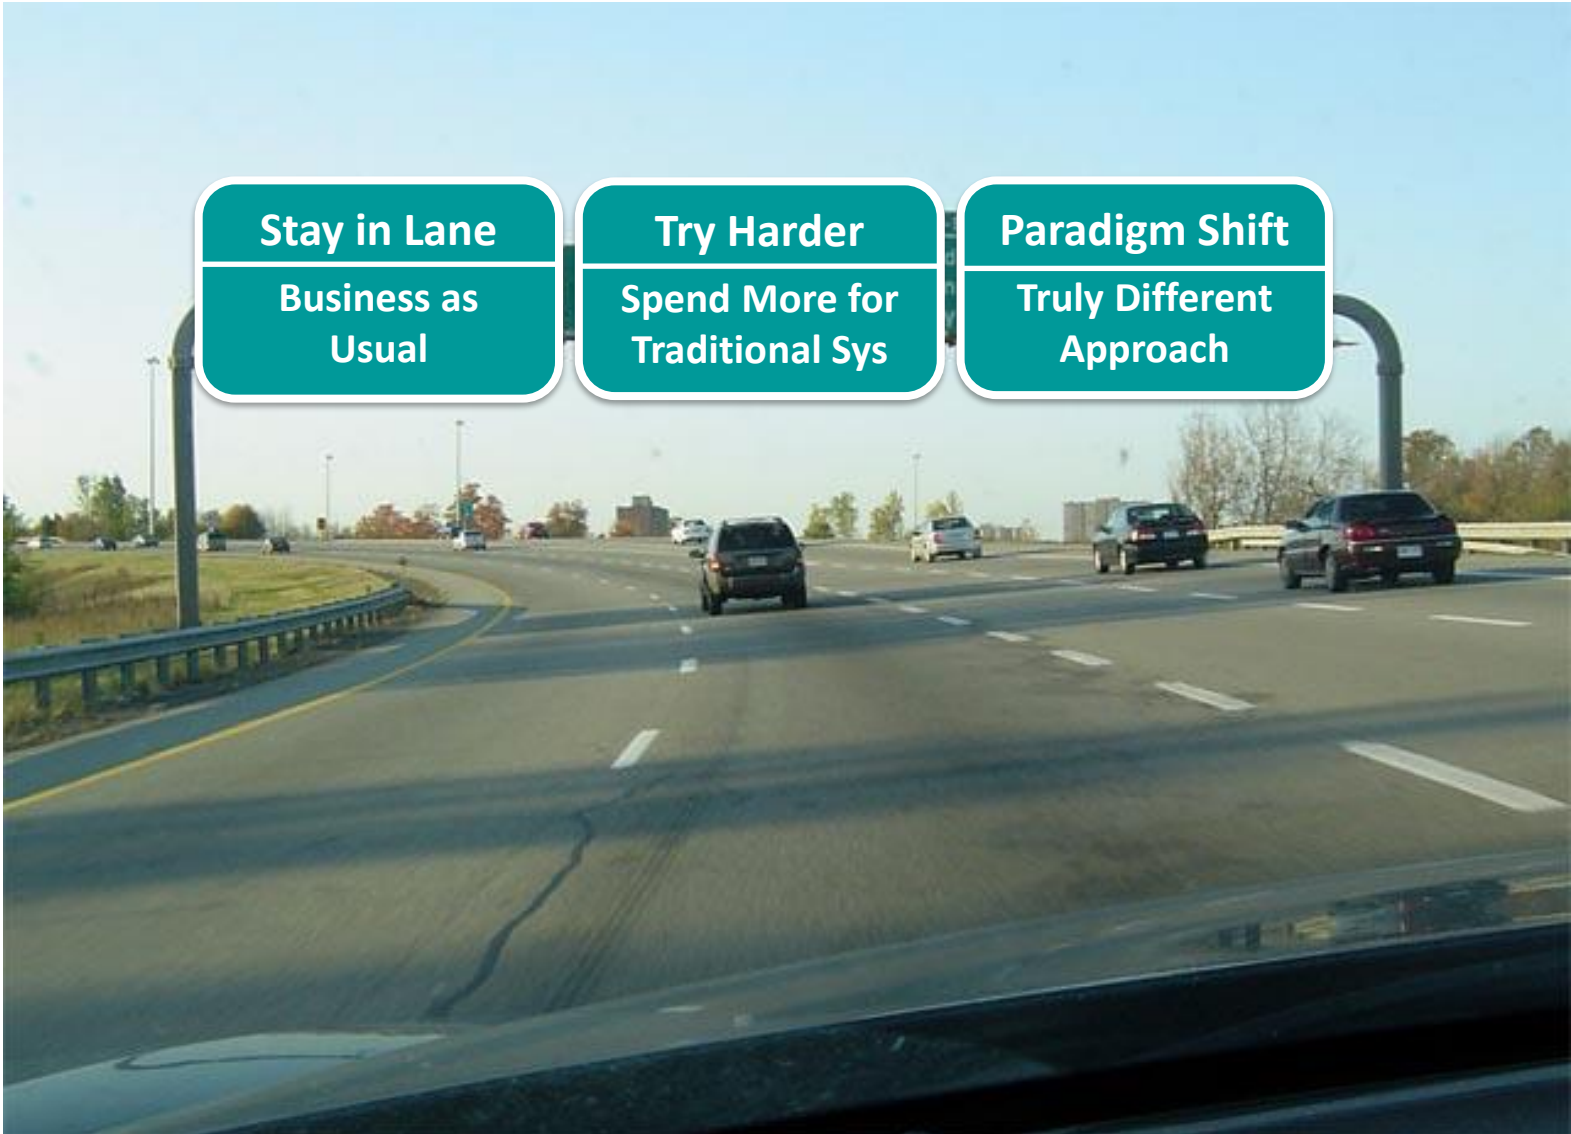 Stay in Lane
Business as
Usual
Try Harder
Spend More for
Traditional Sys
Paradigm Shift
Truly Different
Approach